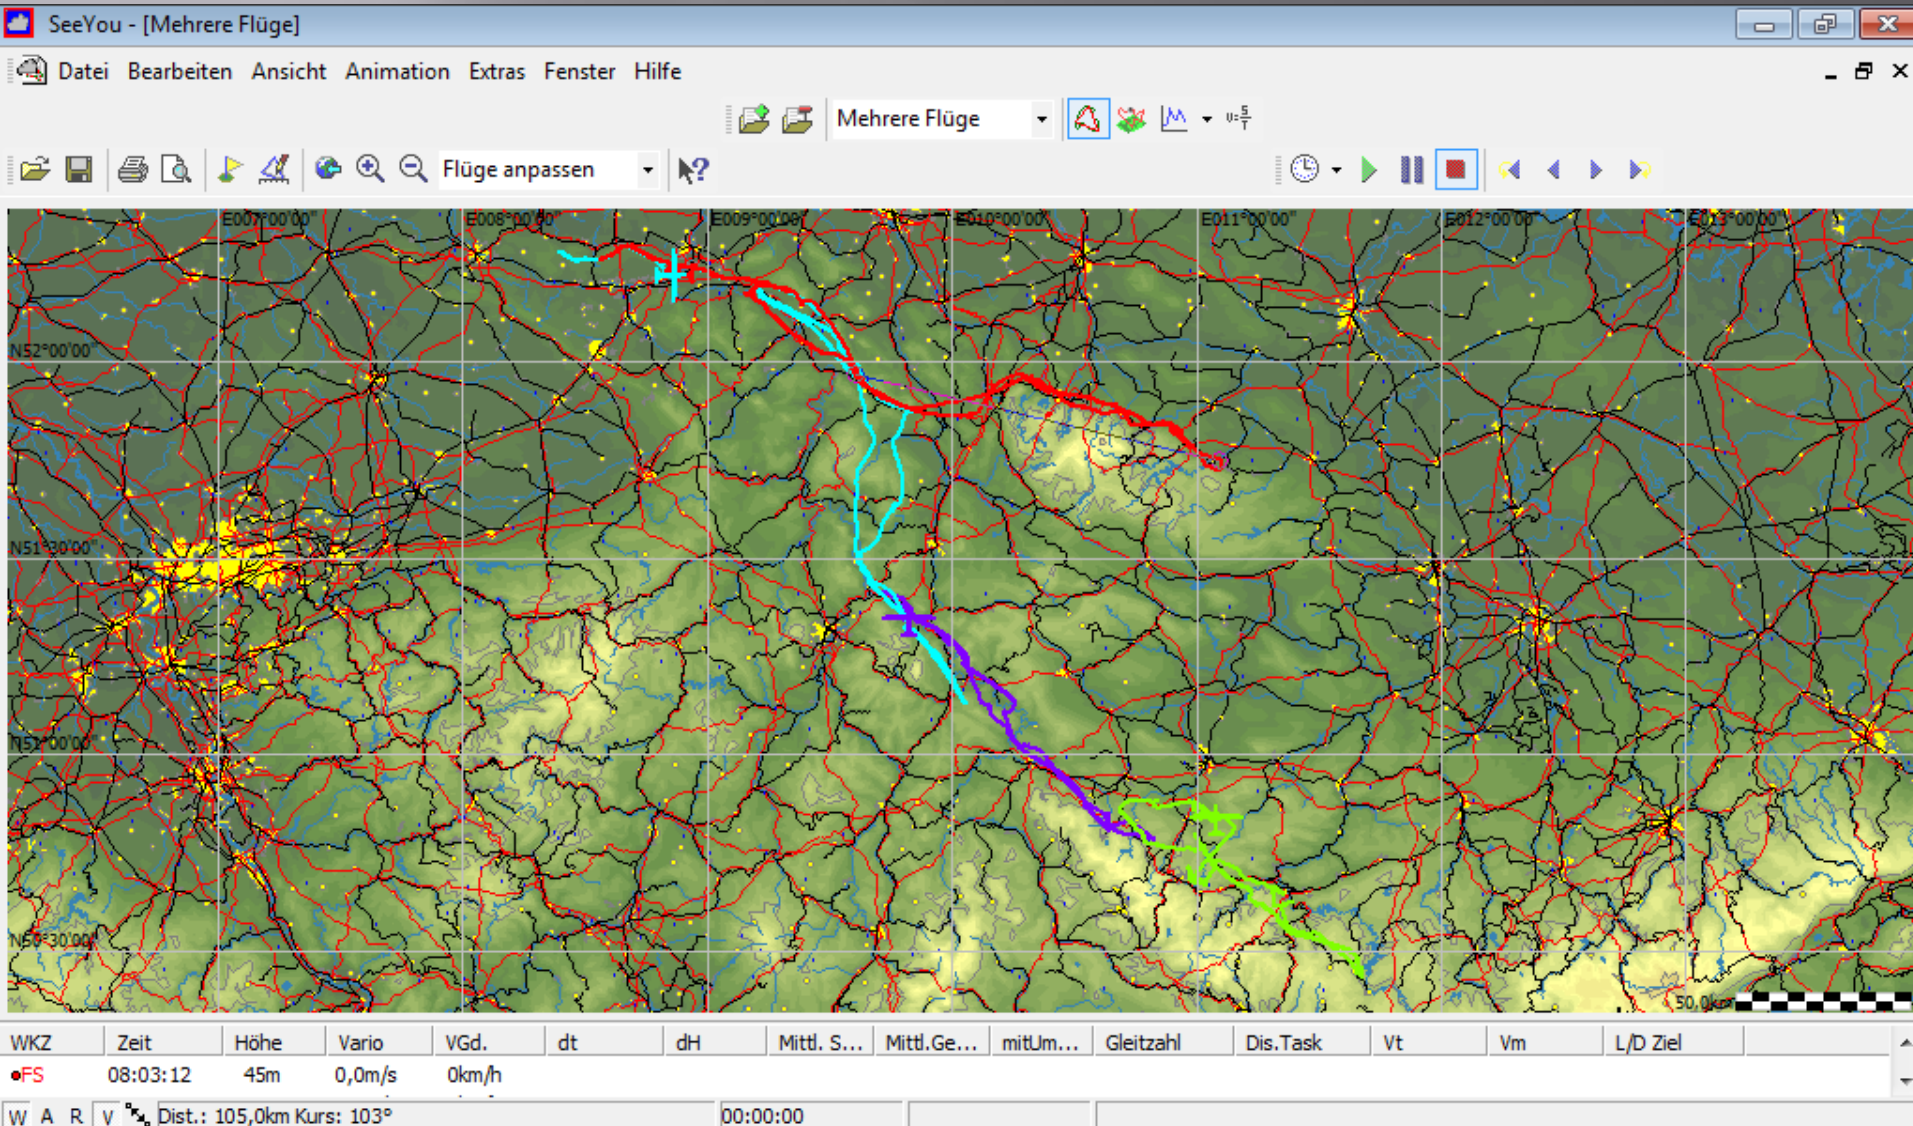 SeeYou - [Mehrere Flüge]
Datei Bearbeiten Ansicht Animation Extras Fenster Hilfe
Mehrere Flüge
Flüge anpassen
E007°00'00" E008°00'00" E009°00'00" E010°00'00" E011°00'00" E012°00'00" E013°00'00"
N52°00'00"
N51°30'00"
N51°00'00"
N50°30'00"
50,0km
WKZ Zeit Höhe Vario VGd. dt dH Mittl. S... Mittl.Ge... mitUm... Gleitzahl Dis.Task Vt Vm L/D Ziel
FS 08:03:12 45m 0,0m/s 0km/h
W A R V Dist.: 105,0km Kurs: 103° 00:00:00